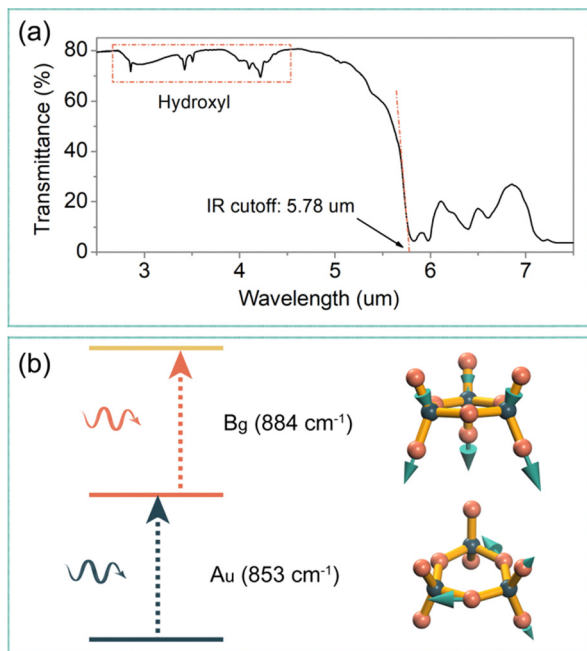 (a)
80
60
40
20
0
Transmittance (%)
Hydroxyl
IR cutoff: 5.78 um
3 4 5 6 7
Wavelength (um)
(b)
Bg (884 cm⁻¹)
Au (853 cm⁻¹)